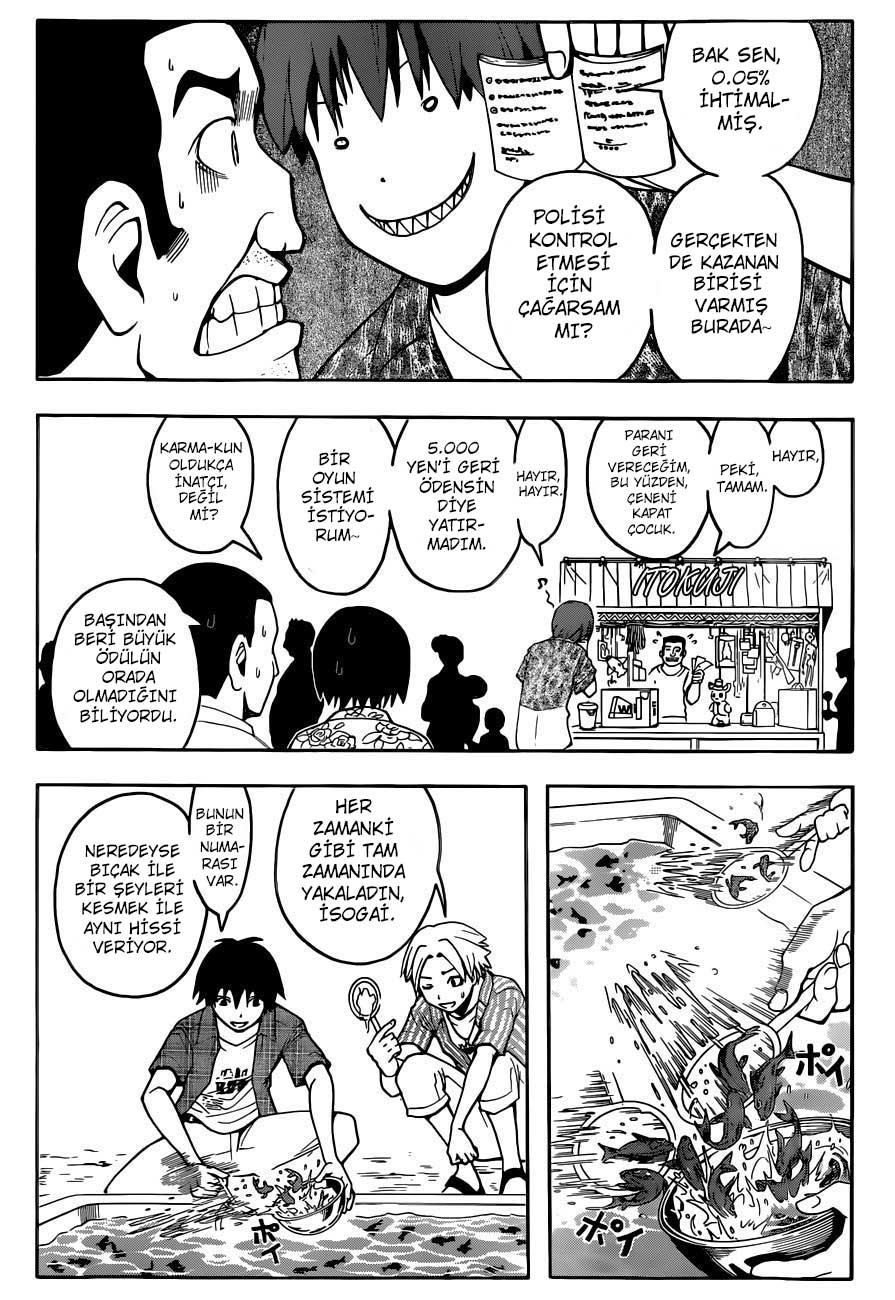 BAK SEN,
0.05%
İHTİMAL-
MİŞ.
GERÇEKTEN
DE KAZANAN
BİRİSİ
VARMIŞ
BURADA~
POLİSİ
KONTROL
ETMESİ
İÇİN
ÇAĞARSAM
MI?
HAYIR,
PEKİ,
TAMAM.
PARANI
GERİ
VERECEĞİM,
BU YÜZDEN,
ÇENENİ
KAPAT
ÇOCUK.
HAYIR,
HAYIR.
5.000
YEN'İ GERİ
ÖDENSİN
DİYE
YATIR-
MADIM.
BİR
OYUN
SİSTEMİ
İSTİYO-
RUM~
KARMA-KUN
OLDUKÇA
İNATÇI,
DEĞİL
Mİ?
BAŞINDAN
BERİ BÜYÜK
ÖDÜLÜN
ORADA
OLMADIĞINI
BİLİYORDU.
ITOKUJI
ポイ
ポイ
HER
ZAMANKİ
GİBİ TAM
ZAMANINDA
YAKALADIN,
İSOGAI.
BUNUN
BİR
NUMA-
RASI
VAR.
NEREDEYSE
BIÇAK İLE
BİR ŞEYLERİ
KESMEK İLE
AYNI HİSSİ
VERİYOR.
ポイ